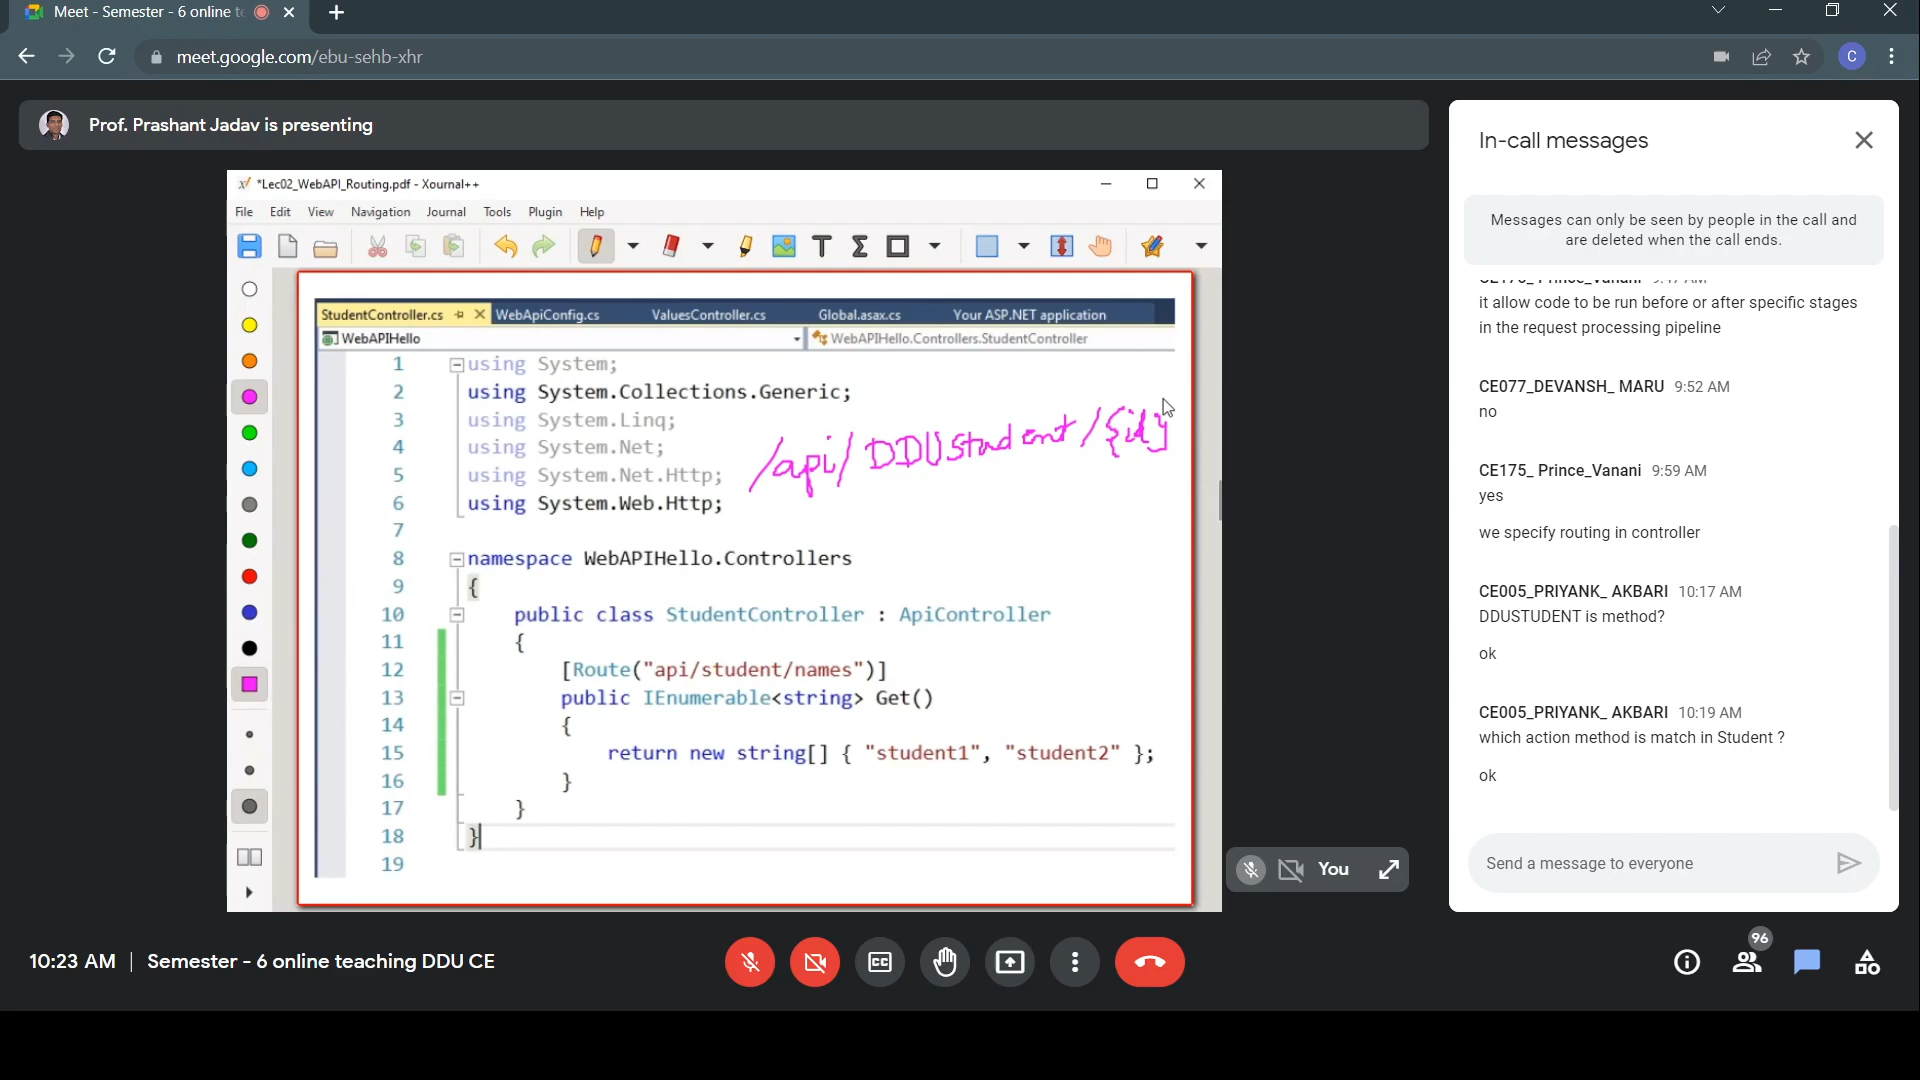 Meet - Semester - 6 online te
meet.google.com/ebu-sehb-xhr
C
Prof. Prashant Jadav is presenting
*Lec02_WebAPI_Routing.pdf - Xournal++
File Edit View Navigation Journal Tools Plugin Help
StudentController.cs WebApiConfig.cs ValuesController.cs Global.asax.cs Your ASP.NET application
WebAPIHello WebAPIHello.Controllers.StudentController
1 using System;
2 using System.Collections.Generic;
3 using System.Linq;
4 using System.Net;
5 using System.Net.Http;
6 using System.Web.Http;
/api/ DDUStudent/{id}
7
8 namespace WebAPIHello.Controllers
9 {
10 public class StudentController : ApiController
11 {
12 [Route("api/student/names")]
13 public IEnumerable<string> Get()
14 {
15 return new string[] { "student1", "student2" };
16 }
17 }
18 }
19
You
In-call messages
Messages can only be seen by people in the call and
are deleted when the call ends.
CE175_ Prince_Vanani 9:47 AM
it allow code to be run before or after specific stages
in the request processing pipeline
CE077_DEVANSH_ MARU 9:52 AM
no
CE175_ Prince_Vanani 9:59 AM
yes
we specify routing in controller
CE005_PRIYANK_ AKBARI 10:17 AM
DDUSTUDENT is method?
ok
CE005_PRIYANK_ AKBARI 10:19 AM
which action method is match in Student ?
ok
Send a message to everyone
10:23 AM | Semester - 6 online teaching DDU CE
CC
96